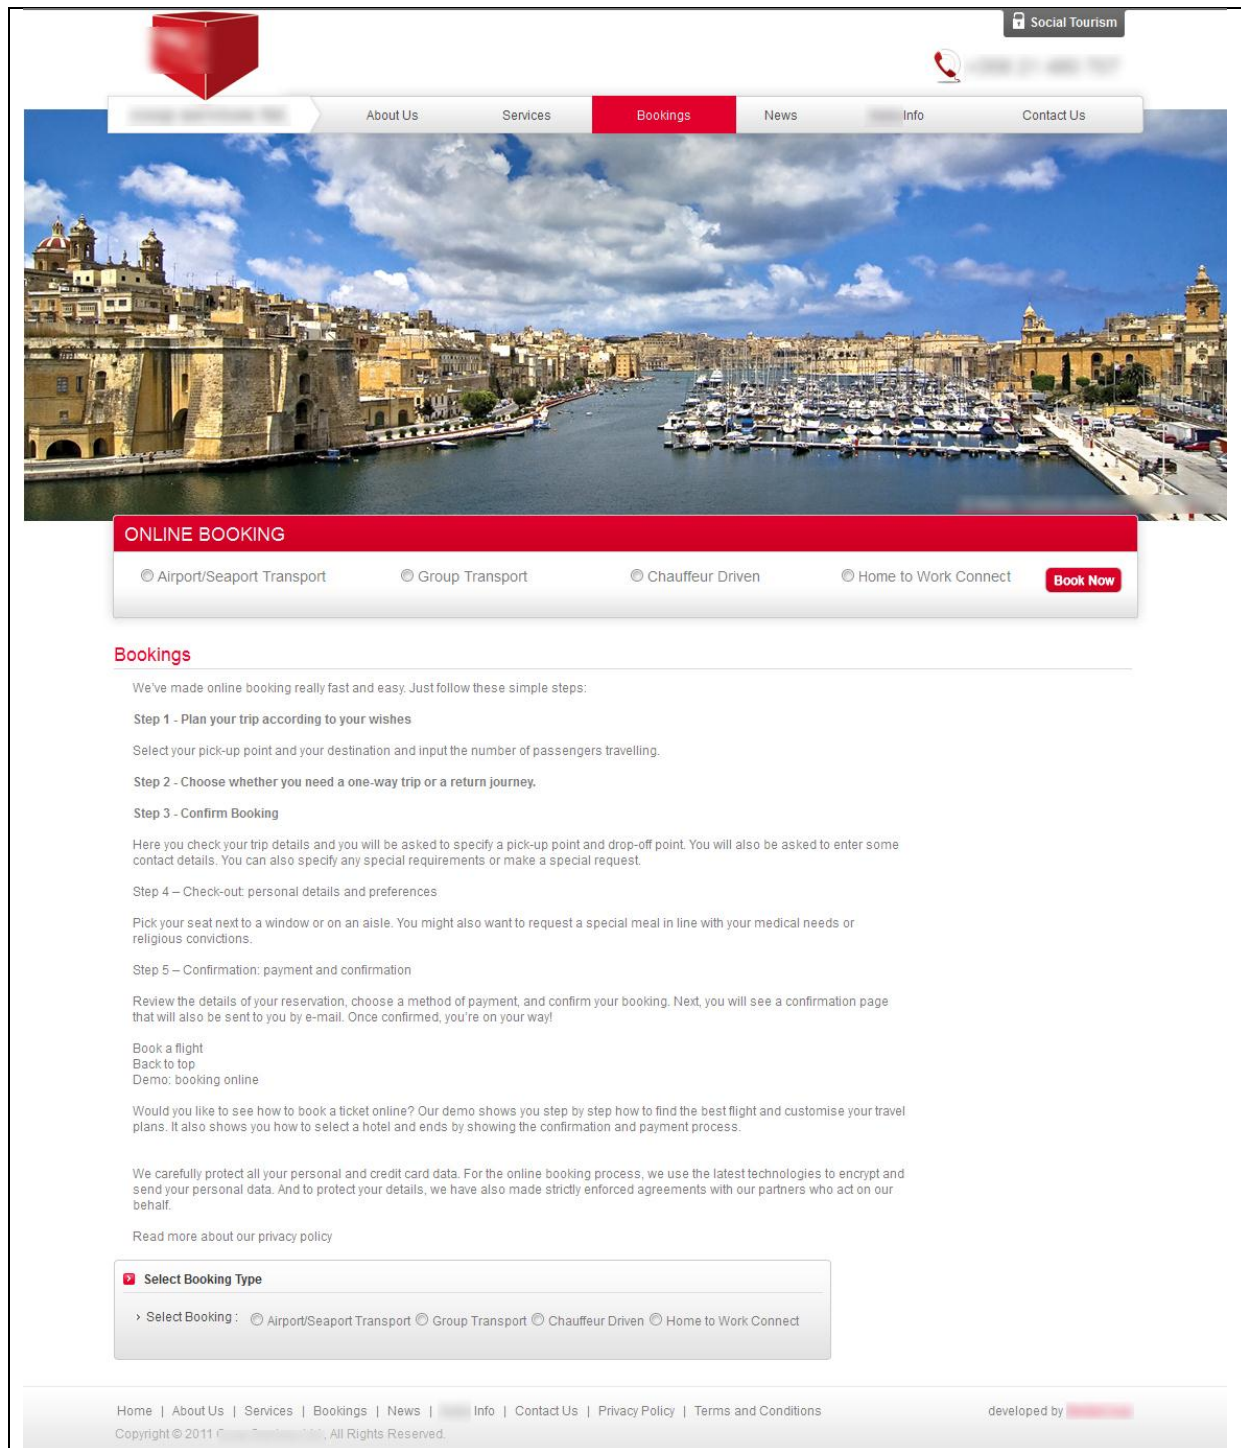 Social Tourism
About Us Services Bookings News Info Contact Us
ONLINE BOOKING
Airport/Seaport Transport Group Transport Chauffeur Driven Home to Work Connect Book Now
Bookings
We've made online booking really fast and easy. Just follow these simple steps:
Step 1 - Plan your trip according to your wishes
Select your pick-up point and your destination and input the number of passengers travelling.
Step 2 - Choose whether you need a one-way trip or a return journey.
Step 3 - Confirm Booking
Here you check your trip details and you will be asked to specify a pick-up point and drop-off point. You will also be asked to enter some
contact details. You can also specify any special requirements or make a special request.
Step 4 – Check-out: personal details and preferences
Pick your seat next to a window or on an aisle. You might also want to request a special meal in line with your medical needs or
religious convictions.
Step 5 – Confirmation: payment and confirmation
Review the details of your reservation, choose a method of payment, and confirm your booking. Next, you will see a confirmation page
that will also be sent to you by e-mail. Once confirmed, you're on your way!
Book a flight
Back to top
Demo: booking online
Would you like to see how to book a ticket online? Our demo shows you step by step how to find the best flight and customise your travel
plans. It also shows you how to select a hotel and ends by showing the confirmation and payment process.
We carefully protect all your personal and credit card data. For the online booking process, we use the latest technologies to encrypt and
send your personal data. And to protect your details, we have also made strictly enforced agreements with our partners who act on our
behalf.
Read more about our privacy policy
Select Booking Type
› Select Booking : Airport/Seaport Transport Group Transport Chauffeur Driven Home to Work Connect
Home | About Us | Services | Bookings | News | Info | Contact Us | Privacy Policy | Terms and Conditions
developed by
Copyright © 2011 , All Rights Reserved.